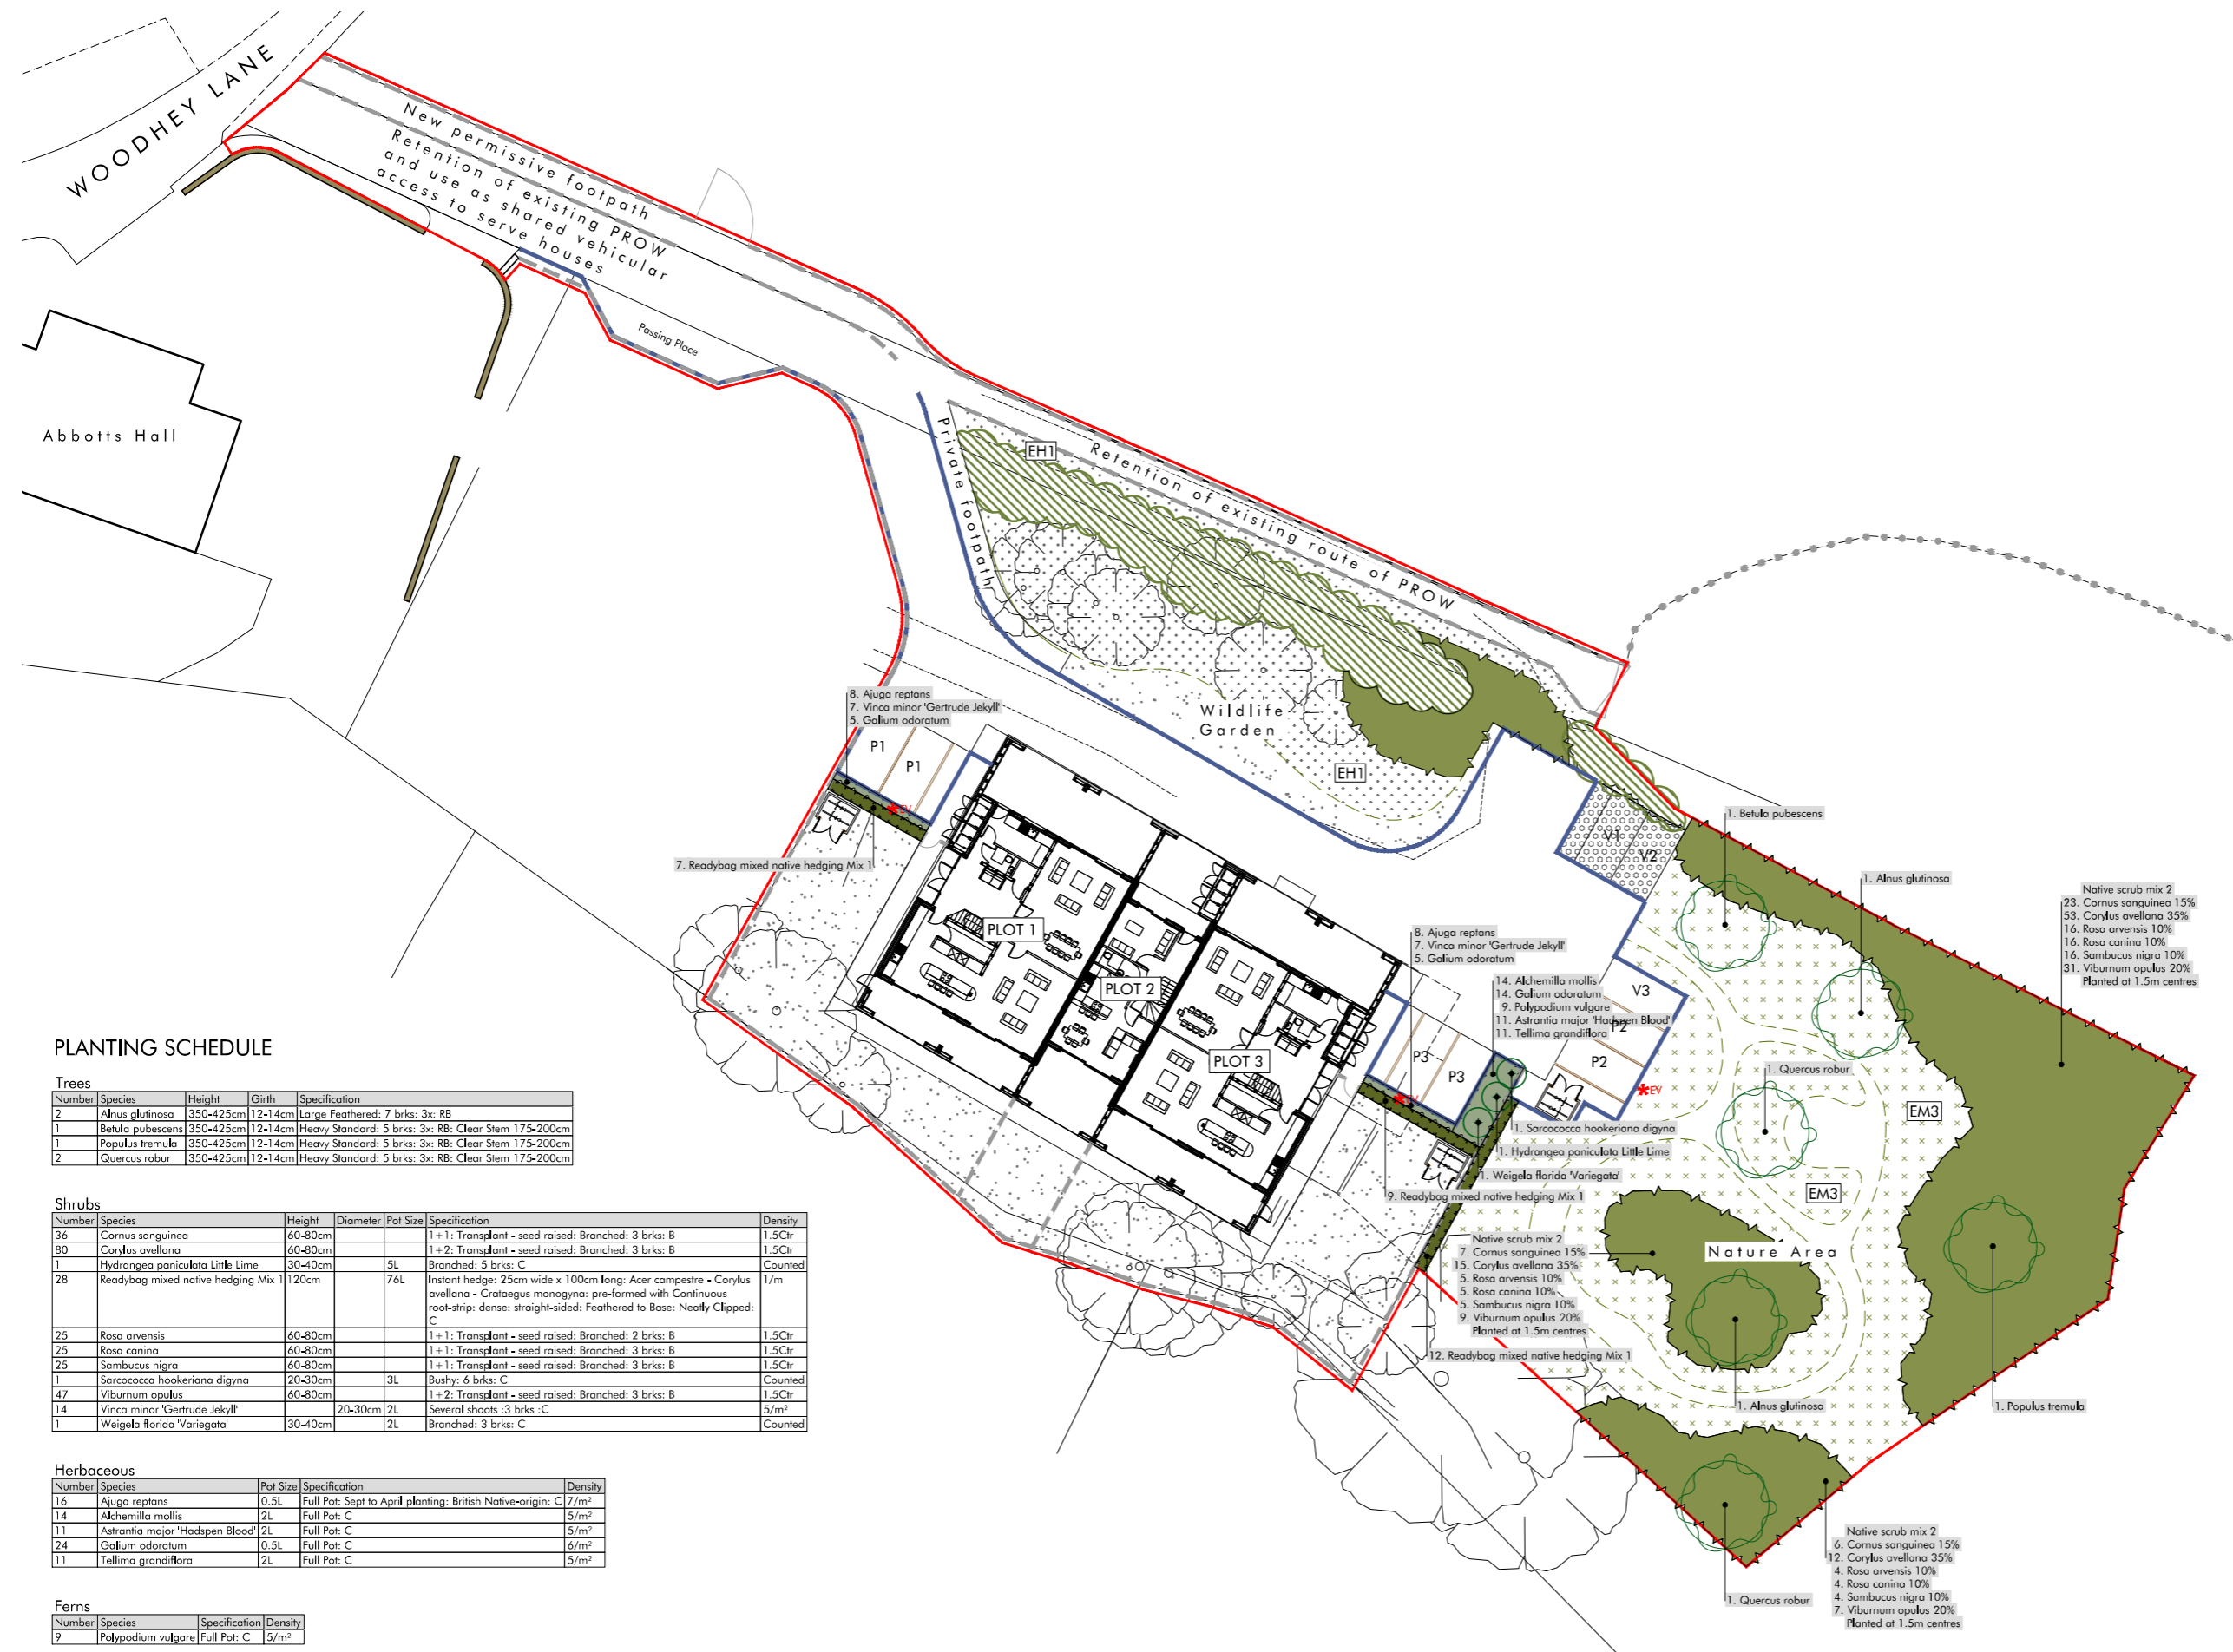 WOODHEY LANE
New permissive footpath
Retention of existing PROW
and use as shared vehicular
access to serve houses
Passing Place
Abbotts Hall
Private footpath
EH1
Retention of existing route of PROW
Wildlife
Garden
EH1
8. Ajuga reptans
7. Vinca minor 'Gertrude Jekyll'
5. Galium odoratum
P1
P1
*EV
7. Readybag mixed native hedging Mix 1
PLOT 1
PLOT 2
PLOT 3
V1
V2
1. Betula pubescens
1. Alnus glutinosa
Native scrub mix 2
23. Cornus sanguinea 15%
53. Corylus avellana 35%
16. Rosa arvensis 10%
16. Rosa canina 10%
16. Sambucus nigra 10%
31. Viburnum opulus 20%
Planted at 1.5m centres
8. Ajuga reptans
7. Vinca minor 'Gertrude Jekyll'
5. Galium odoratum
14. Alchemilla mollis
14. Galium odoratum
9. Polypodium vulgare
11. Astrantia major 'Hadspen Blood'
11. Tellima grandiflora
V3
P2
P2
P3
P3
*EV
*EV
1. Quercus robur
EM3
EM3
1. Sarcococca hookeriana digyna
1. Hydrangea paniculata Little Lime
1. Weigela florida 'Variegata'
9. Readybag mixed native hedging Mix 1
Native scrub mix 2
7. Cornus sanguinea 15%
15. Corylus avellana 35%
5. Rosa arvensis 10%
5. Rosa canina 10%
5. Sambucus nigra 10%
9. Viburnum opulus 20%
Planted at 1.5m centres
12. Readybag mixed native hedging Mix 1
Nature Area
1. Alnus glutinosa
1. Populus tremula
1. Quercus robur
Native scrub mix 2
6. Cornus sanguinea 15%
12. Corylus avellana 35%
4. Rosa arvensis 10%
4. Rosa canina 10%
4. Sambucus nigra 10%
7. Viburnum opulus 20%
Planted at 1.5m centres
PLANTING SCHEDULE
Trees
Number Species Height Girth Specification
2 Alnus glutinosa 350-425cm 12-14cm Large Feathered: 7 brks: 3x: RB
1 Betula pubescens 350-425cm 12-14cm Heavy Standard: 5 brks: 3x: RB: Clear Stem 175-200cm
1 Populus tremula 350-425cm 12-14cm Heavy Standard: 5 brks: 3x: RB: Clear Stem 175-200cm
2 Quercus robur 350-425cm 12-14cm Heavy Standard: 5 brks: 3x: RB: Clear Stem 175-200cm
Shrubs
Number Species Height Diameter Pot Size Specification Density
36 Cornus sanguinea 60-80cm 1+1: Transplant - seed raised: Branched: 3 brks: B 1.5Ctr
80 Corylus avellana 60-80cm 1+2: Transplant - seed raised: Branched: 3 brks: B 1.5Ctr
1 Hydrangea paniculata Little Lime 30-40cm 5L Branched: 5 brks: C Counted
28 Readybag mixed native hedging Mix 1 120cm 76L Instant hedge: 25cm wide x 100cm long: Acer campestre - Corylus
avellana - Crataegus monogyna: pre-formed with Continuous
root-strip: dense: straight-sided: Feathered to Base: Neatly Clipped:
C 1/m
25 Rosa arvensis 60-80cm 1+1: Transplant - seed raised: Branched: 2 brks: B 1.5Ctr
25 Rosa canina 60-80cm 1+1: Transplant - seed raised: Branched: 3 brks: B 1.5Ctr
25 Sambucus nigra 60-80cm 1+1: Transplant - seed raised: Branched: 3 brks: B 1.5Ctr
1 Sarcococca hookeriana digyna 20-30cm 3L Bushy: 6 brks: C Counted
47 Viburnum opulus 60-80cm 1+2: Transplant - seed raised: Branched: 3 brks: B 1.5Ctr
14 Vinca minor 'Gertrude Jekyll' 20-30cm 2L Several shoots :3 brks :C 5/m²
1 Weigela florida 'Variegata' 30-40cm 2L Branched: 3 brks: C Counted
Herbaceous
Number Species Pot Size Specification Density
16 Ajuga reptans 0.5L Full Pot: Sept to April planting: British Native-origin: C 7/m²
14 Alchemilla mollis 2L Full Pot: C 5/m²
11 Astrantia major 'Hadspen Blood' 2L Full Pot: C 5/m²
24 Galium odoratum 0.5L Full Pot: C 6/m²
11 Tellima grandiflora 2L Full Pot: C 5/m²
Ferns
Number Species Specification Density
9 Polypodium vulgare Full Pot: C 5/m²